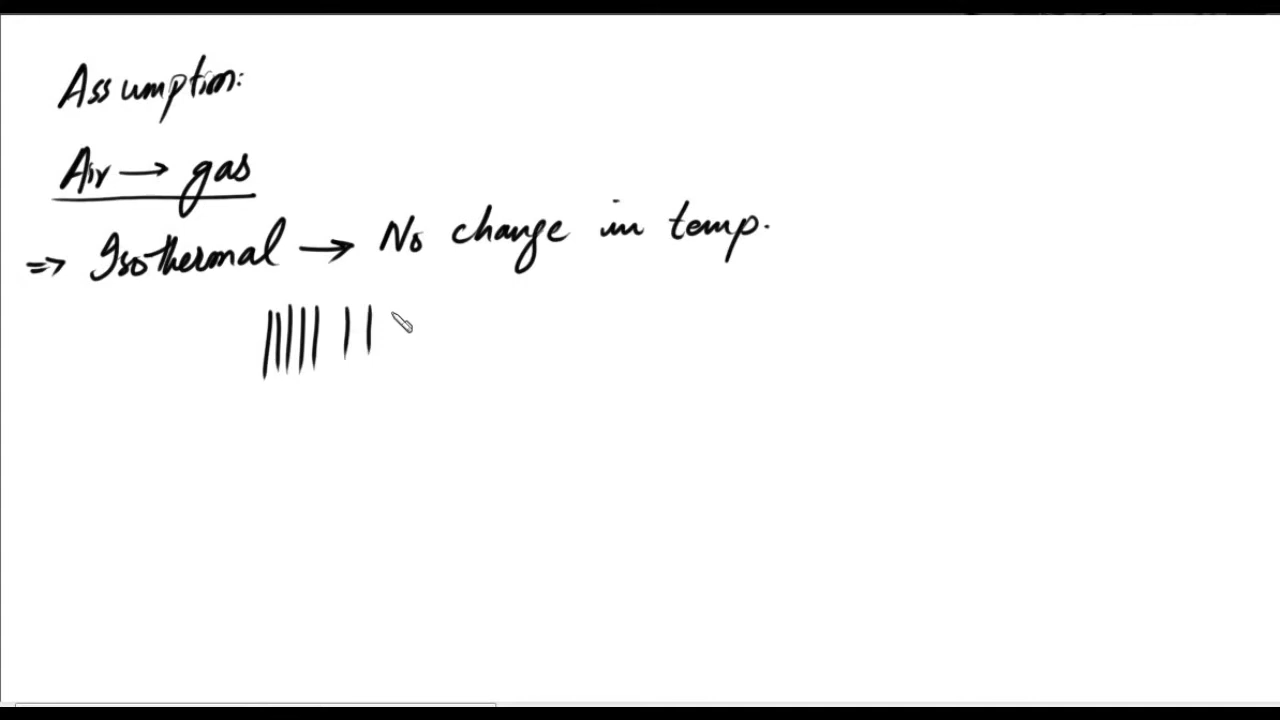 Assumption:
Air → gas
⇒ Isothermal → No change in temp.